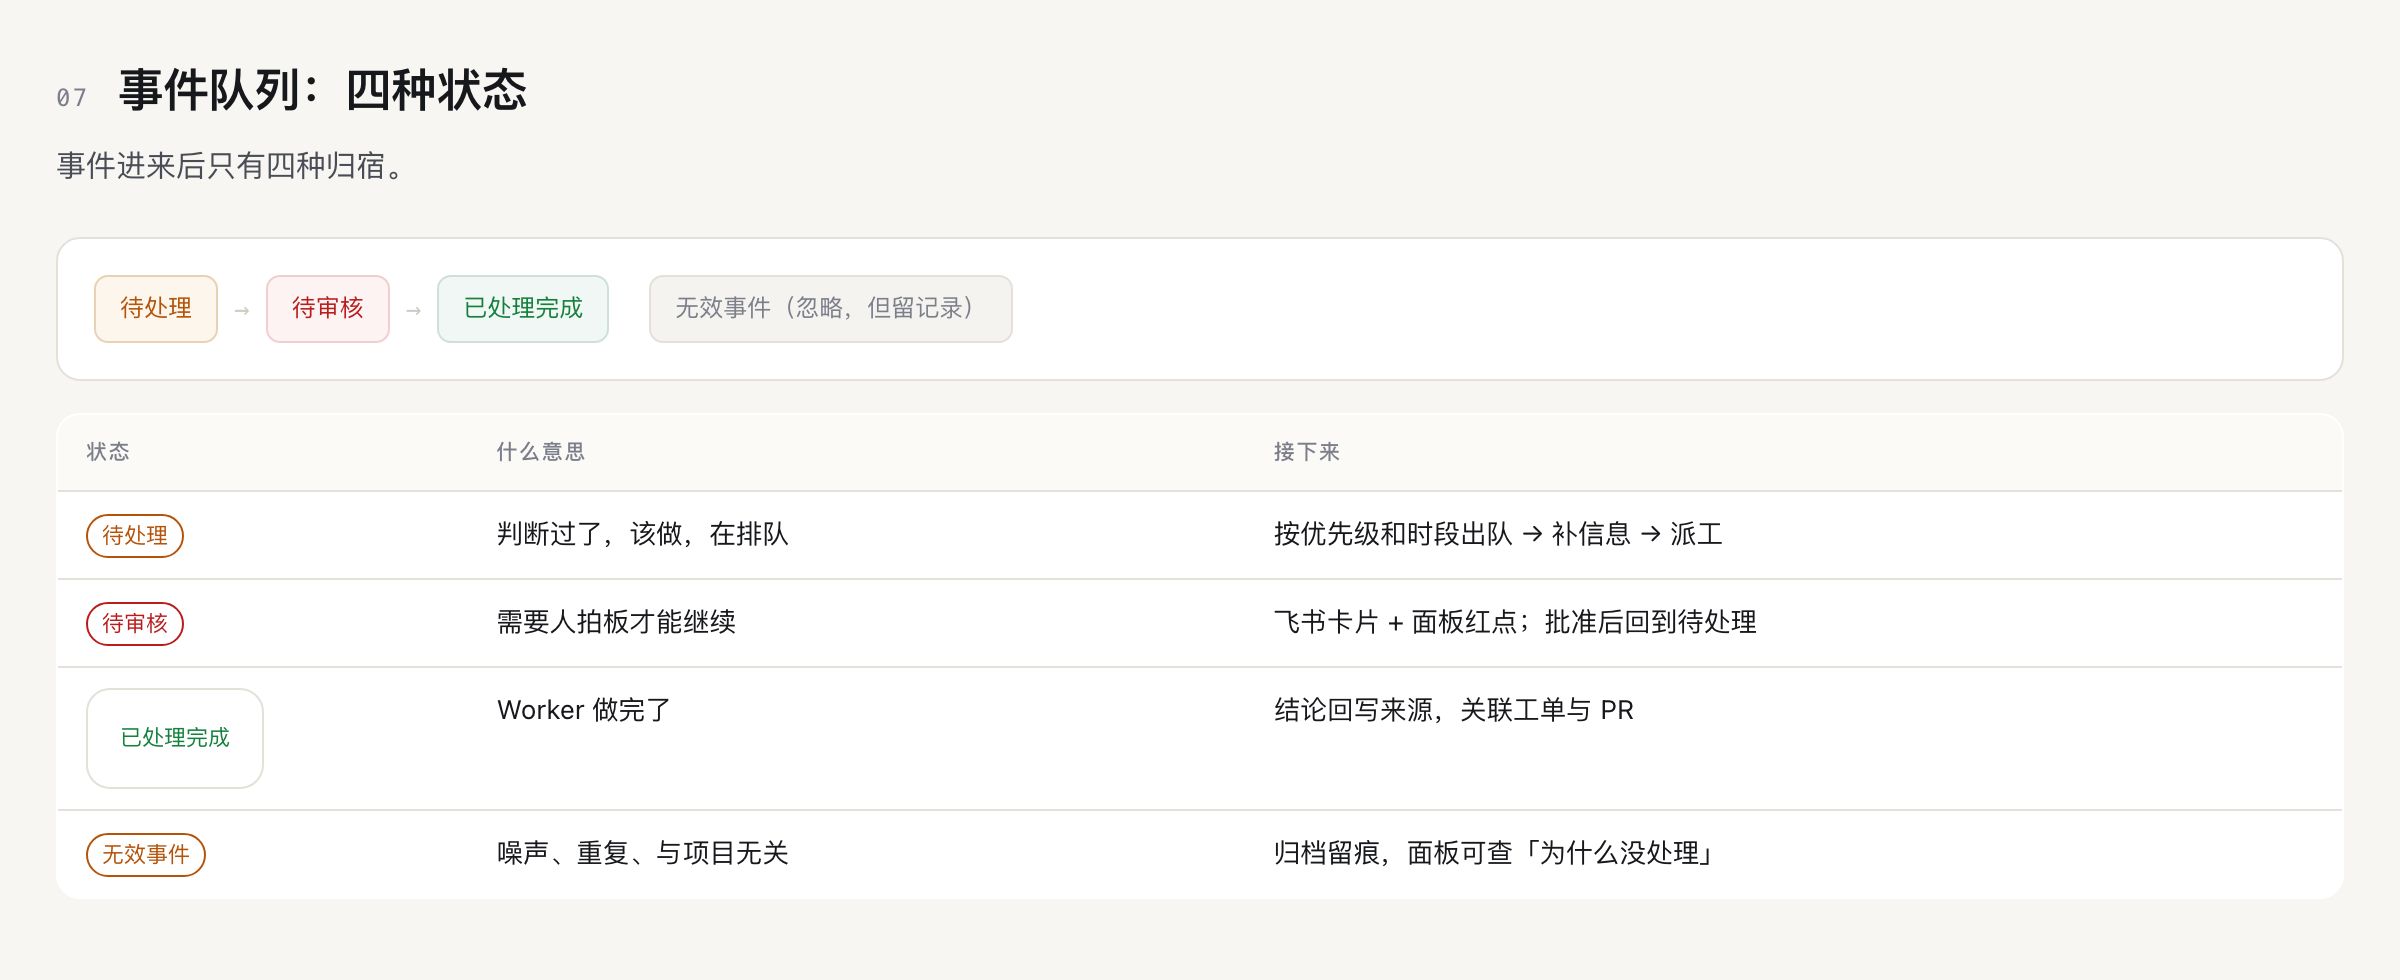 07 事件队列：四种状态
事件进来后只有四种归宿。
待处理 → 待审核 → 已处理完成 无效事件（忽略，但留记录）
状态 什么意思 接下来
待处理 判断过了，该做，在排队 按优先级和时段出队 → 补信息 → 派工
待审核 需要人拍板才能继续 飞书卡片 + 面板红点；批准后回到待处理
已处理完成 Worker 做完了 结论回写来源，关联工单与 PR
无效事件 噪声、重复、与项目无关 归档留痕，面板可查「为什么没处理」